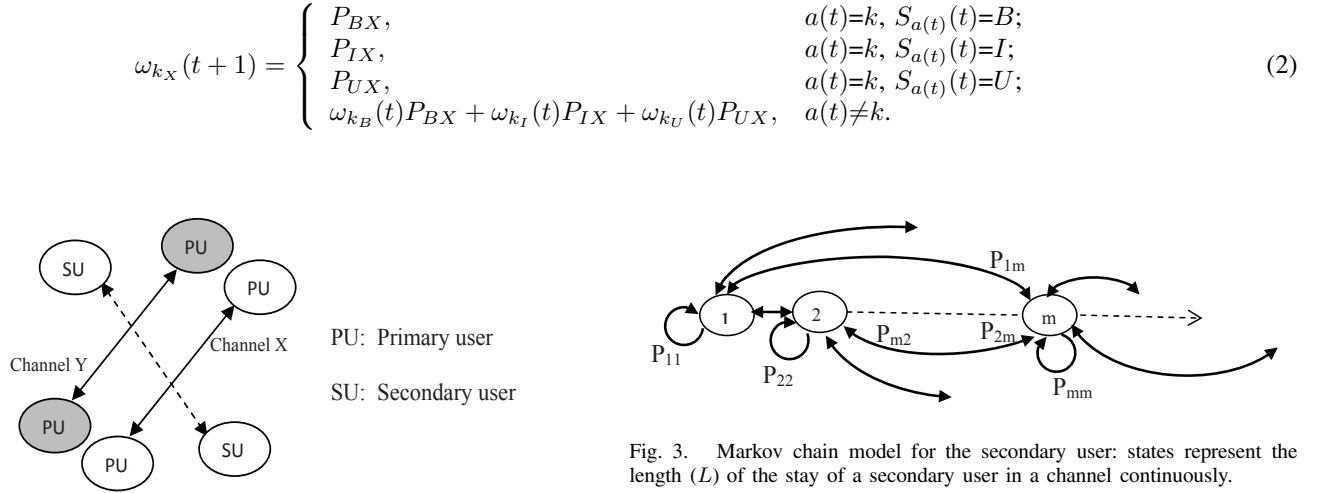 ω_{k_X}(t + 1) = { P_{BX}, a(t)=k, S_{a(t)}(t)=B;
P_{IX}, a(t)=k, S_{a(t)}(t)=I;
P_{UX}, a(t)=k, S_{a(t)}(t)=U;
ω_{k_B}(t)P_{BX} + ω_{k_I}(t)P_{IX} + ω_{k_U}(t)P_{UX}, a(t)≠k.
(2)
PU
SU
PU
Channel X
Channel Y
PU
PU
SU
PU: Primary user
SU: Secondary user
P_{1m}
1
2
m
P_{11}
P_{22}
P_{m2}
P_{2m}
P_{mm}
Fig. 3. Markov chain model for the secondary user: states represent the
length (L) of the stay of a secondary user in a channel continuously.